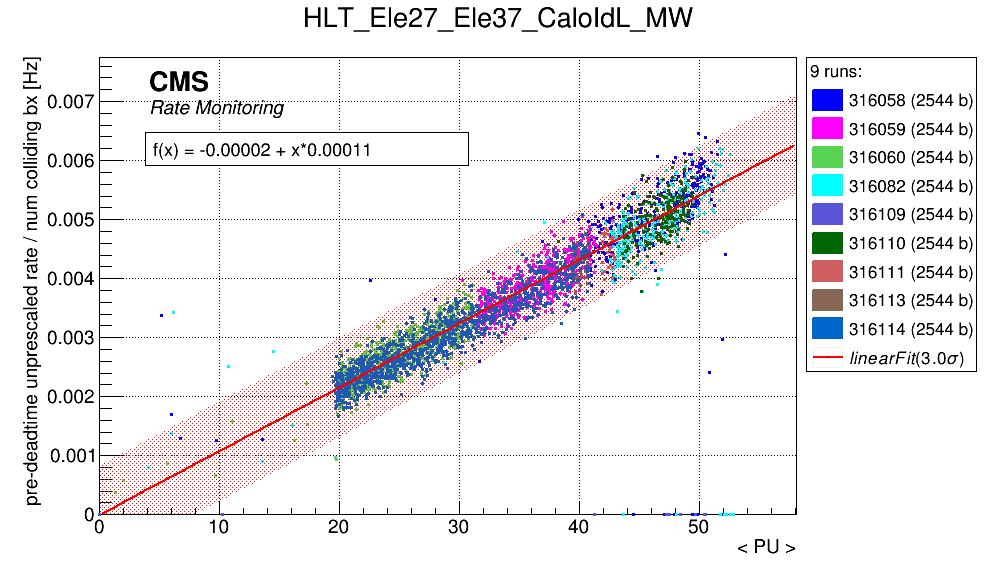 HLT_Ele27_Ele37_CaloIdL_MW
pre-deadtime unprescaled rate / num colliding bx [Hz]
CMS
Rate Monitoring
f(x) = -0.00002 + x*0.00011
0.007
0.006
0.005
0.004
0.003
0.002
0.001
0
0 10 20 30 40 50
< PU >
9 runs:
316058 (2544 b)
316059 (2544 b)
316060 (2544 b)
316082 (2544 b)
316109 (2544 b)
316110 (2544 b)
316111 (2544 b)
316113 (2544 b)
316114 (2544 b)
linearFit(3.0σ)